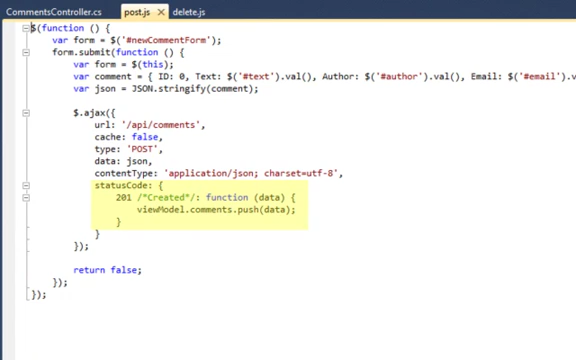 CommentsController.cs post.js delete.js
$(function () {
var form = $('#newCommentForm');
form.submit(function () {
var form = $(this);
var comment = { ID: 0, Text: $('#text').val(), Author: $('#author').val(), Email: $('#email').v
var json = JSON.stringify(comment);
$.ajax({
url: '/api/comments',
cache: false,
type: 'POST',
data: json,
contentType: 'application/json; charset=utf-8',
statusCode: {
201 /*Created*/: function (data) {
viewModel.comments.push(data);
}
}
});
return false;
});
});